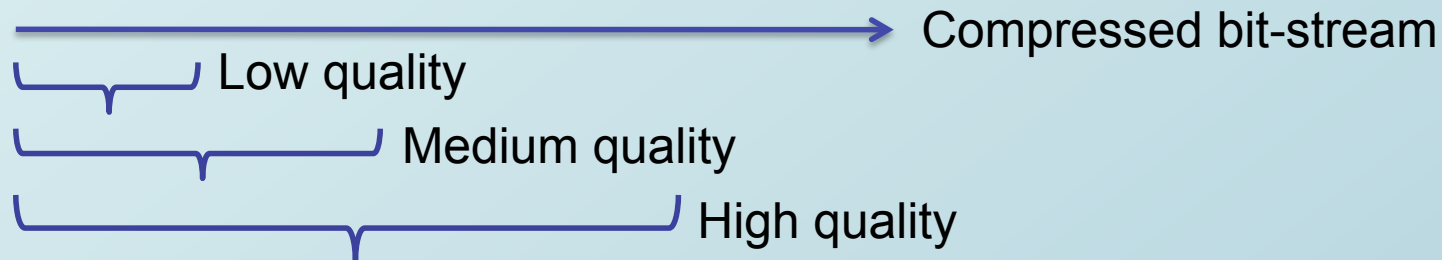 Compressed bit-stream
Low quality
Medium quality
High quality